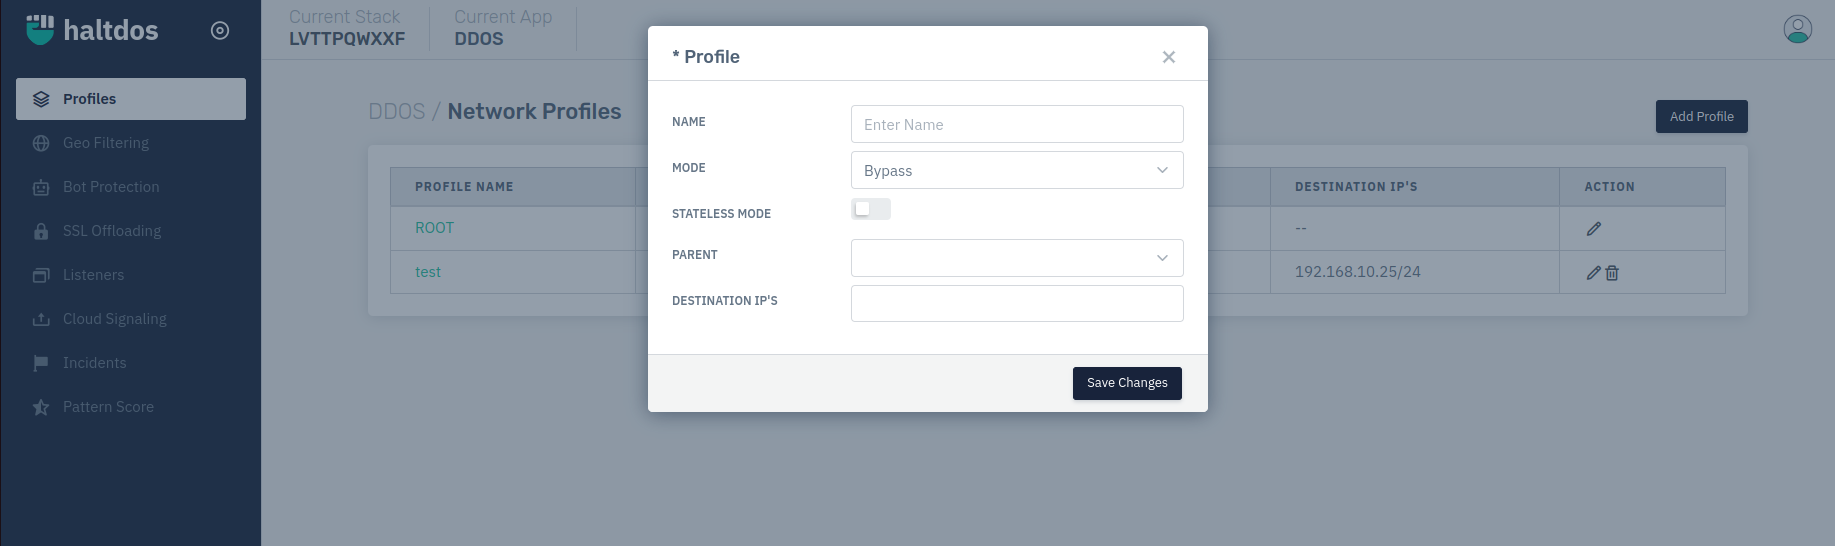 haltdos
Profiles
Geo Filtering
Bot Protection
SSL Offloading
Listeners
Cloud Signaling
Incidents
Pattern Score
Current Stack
LVTTPQWXXF
Current App
DDOS
DDOS / Network Profiles
Add Profile
PROFILE NAME
DESTINATION IP'S
ACTION
ROOT
--
test
192.168.10.25/24
* Profile
NAME
Enter Name
MODE
Bypass
STATELESS MODE
PARENT
DESTINATION IP'S
Save Changes